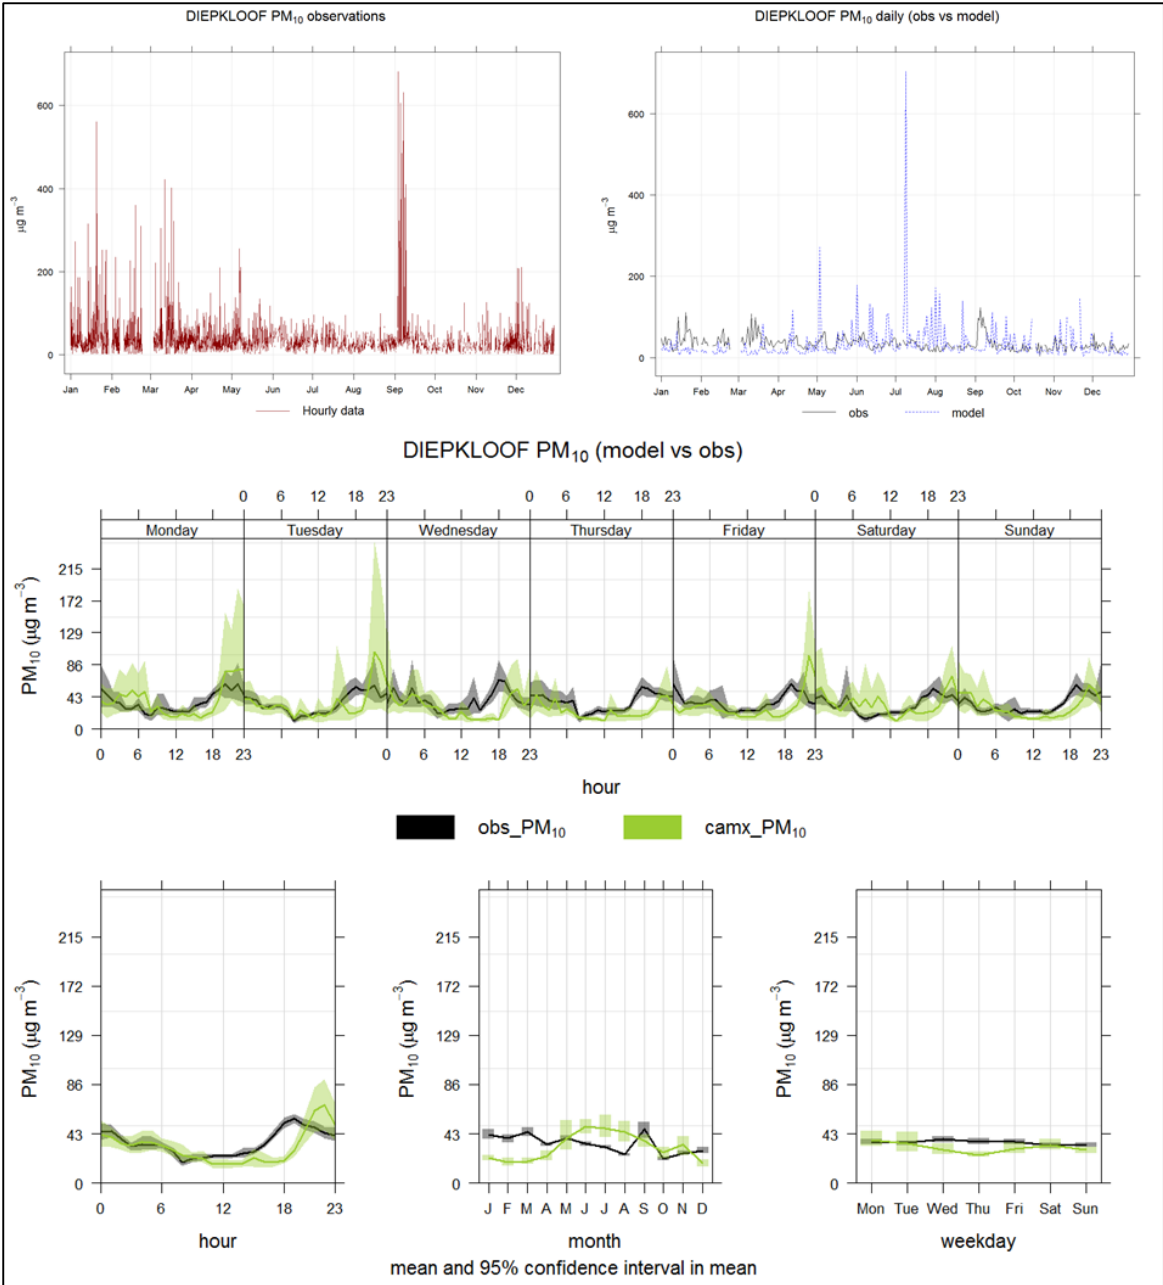 DIEPKLOOF PM₁₀ observations
600
400
200
0
µg m⁻³
Jan Feb Mar Apr May Jun Jul Aug Sep Oct Nov Dec
Hourly data
DIEPKLOOF PM₁₀ daily (obs vs model)
600
400
200
0
µg m⁻³
Jan Feb Mar Apr May Jun Jul Aug Sep Oct Nov Dec
obs model
DIEPKLOOF PM₁₀ (model vs obs)
0 6 12 18 23 0 6 12 18 23 0 6 12 18 23
Monday Tuesday Wednesday Thursday Friday Saturday Sunday
215
172
129
86
43
0
PM₁₀ (µg m⁻³)
0 6 12 18 23 0 6 12 18 23 0 6 12 18 23 0 6 12 18 23
hour
obs_PM₁₀ camx_PM₁₀
215
172
129
86
43
0
PM₁₀ (µg m⁻³)
0 6 12 18 23
hour
215
172
129
86
43
0
PM₁₀ (µg m⁻³)
J F M A M J J A S O N D
month
215
172
129
86
43
0
PM₁₀ (µg m⁻³)
Mon Tue Wed Thu Fri Sat Sun
weekday
mean and 95% confidence interval in mean